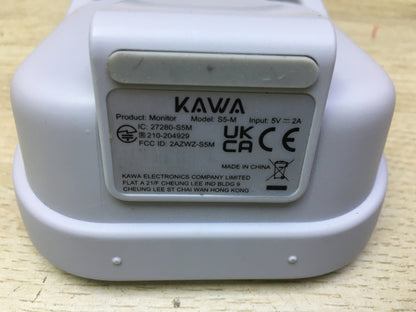 KAWA
Product: Monitor Model: S5-M Input: 5V ⎓ 2A
IC: 27280-S5M
R 210-204929
FCC ID: 2AZWZ-S5M
UK CA CE
MADE IN CHINA
KAWA ELECTRONICS COMPANY LIMITED
FLAT A 21/F CHEUNG LEE IND BLDG 9
CHEUNG LEE ST CHAI WAN HONG KONG